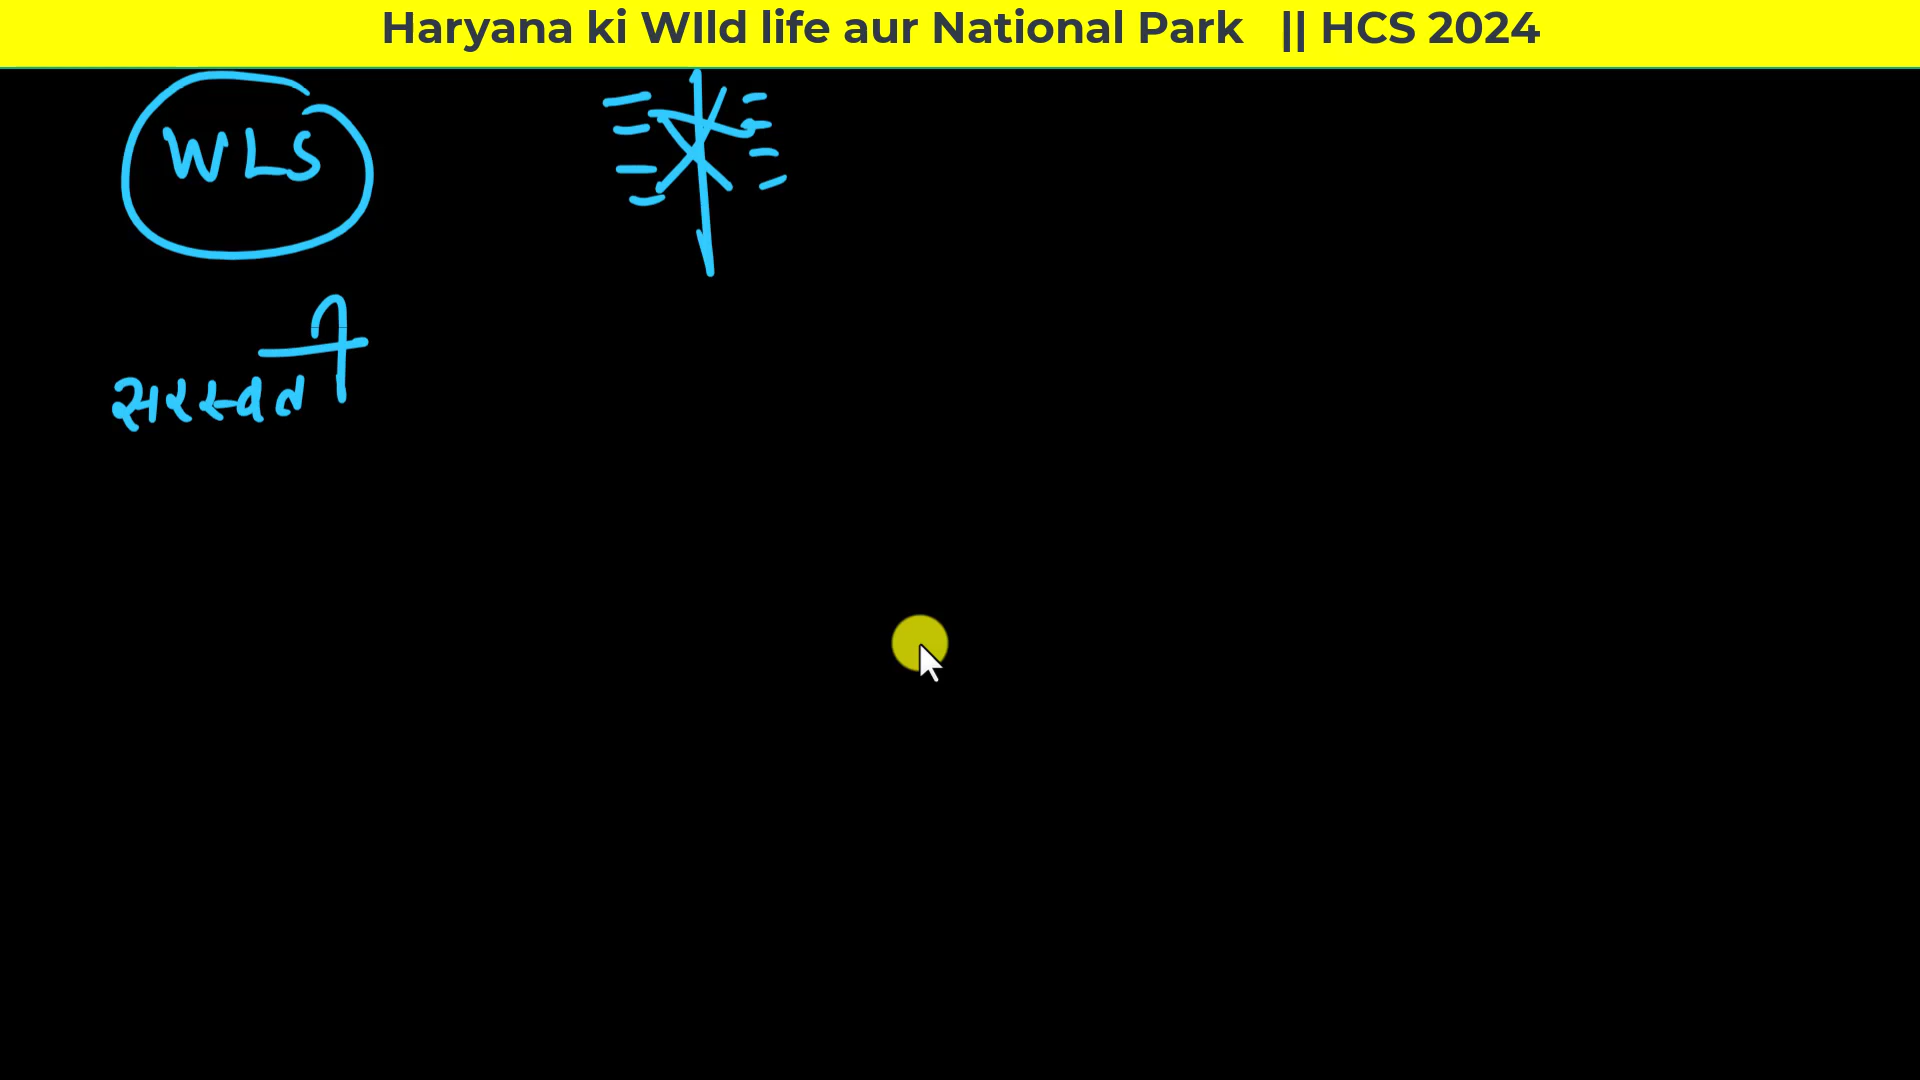 Haryana ki WIld life aur National Park || HCS 2024
WLS
सरस्वती